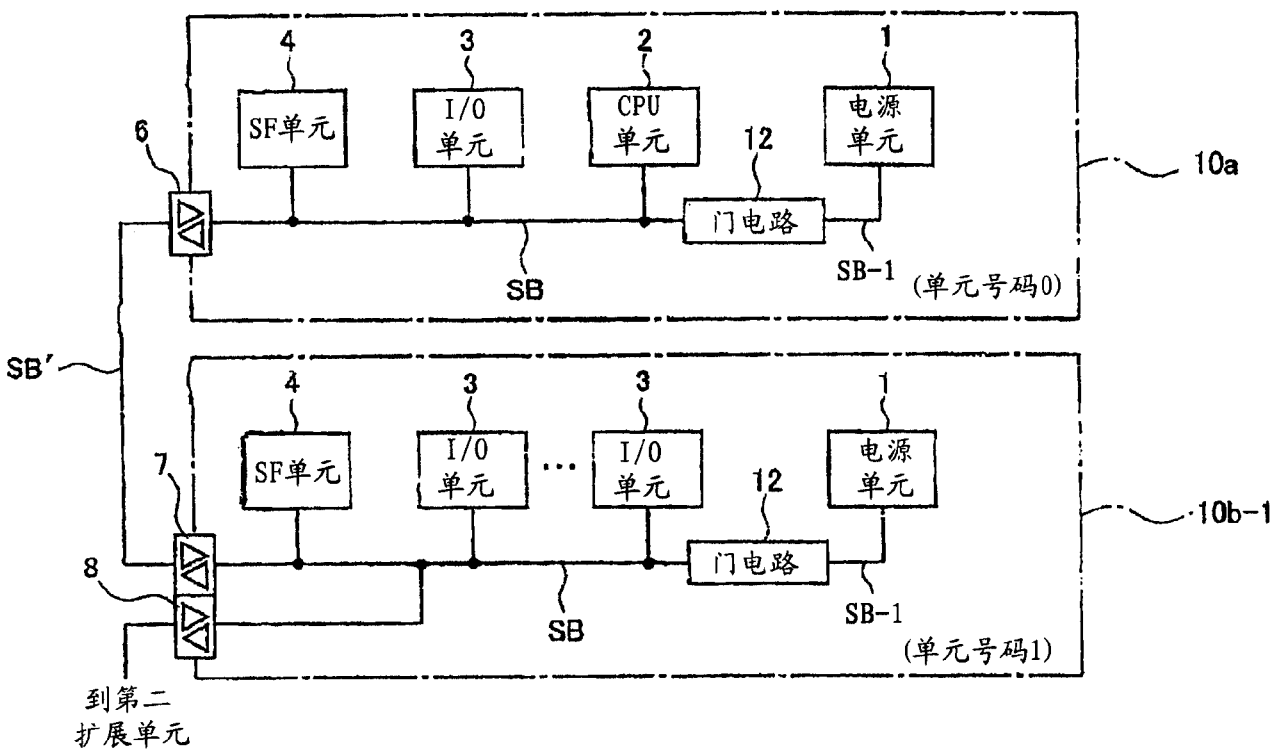 4
3
2
1
SF单元
I/O
单元
CPU
单元
电源
单元
6
12
10a
门电路
SB
SB-1
(单元号码0)
SB′
4
3
3
1
SF单元
I/O
单元
...
I/O
单元
电源
单元
7
12
10b-1
8
门电路
SB
SB-1
(单元号码1)
到第二
扩展单元